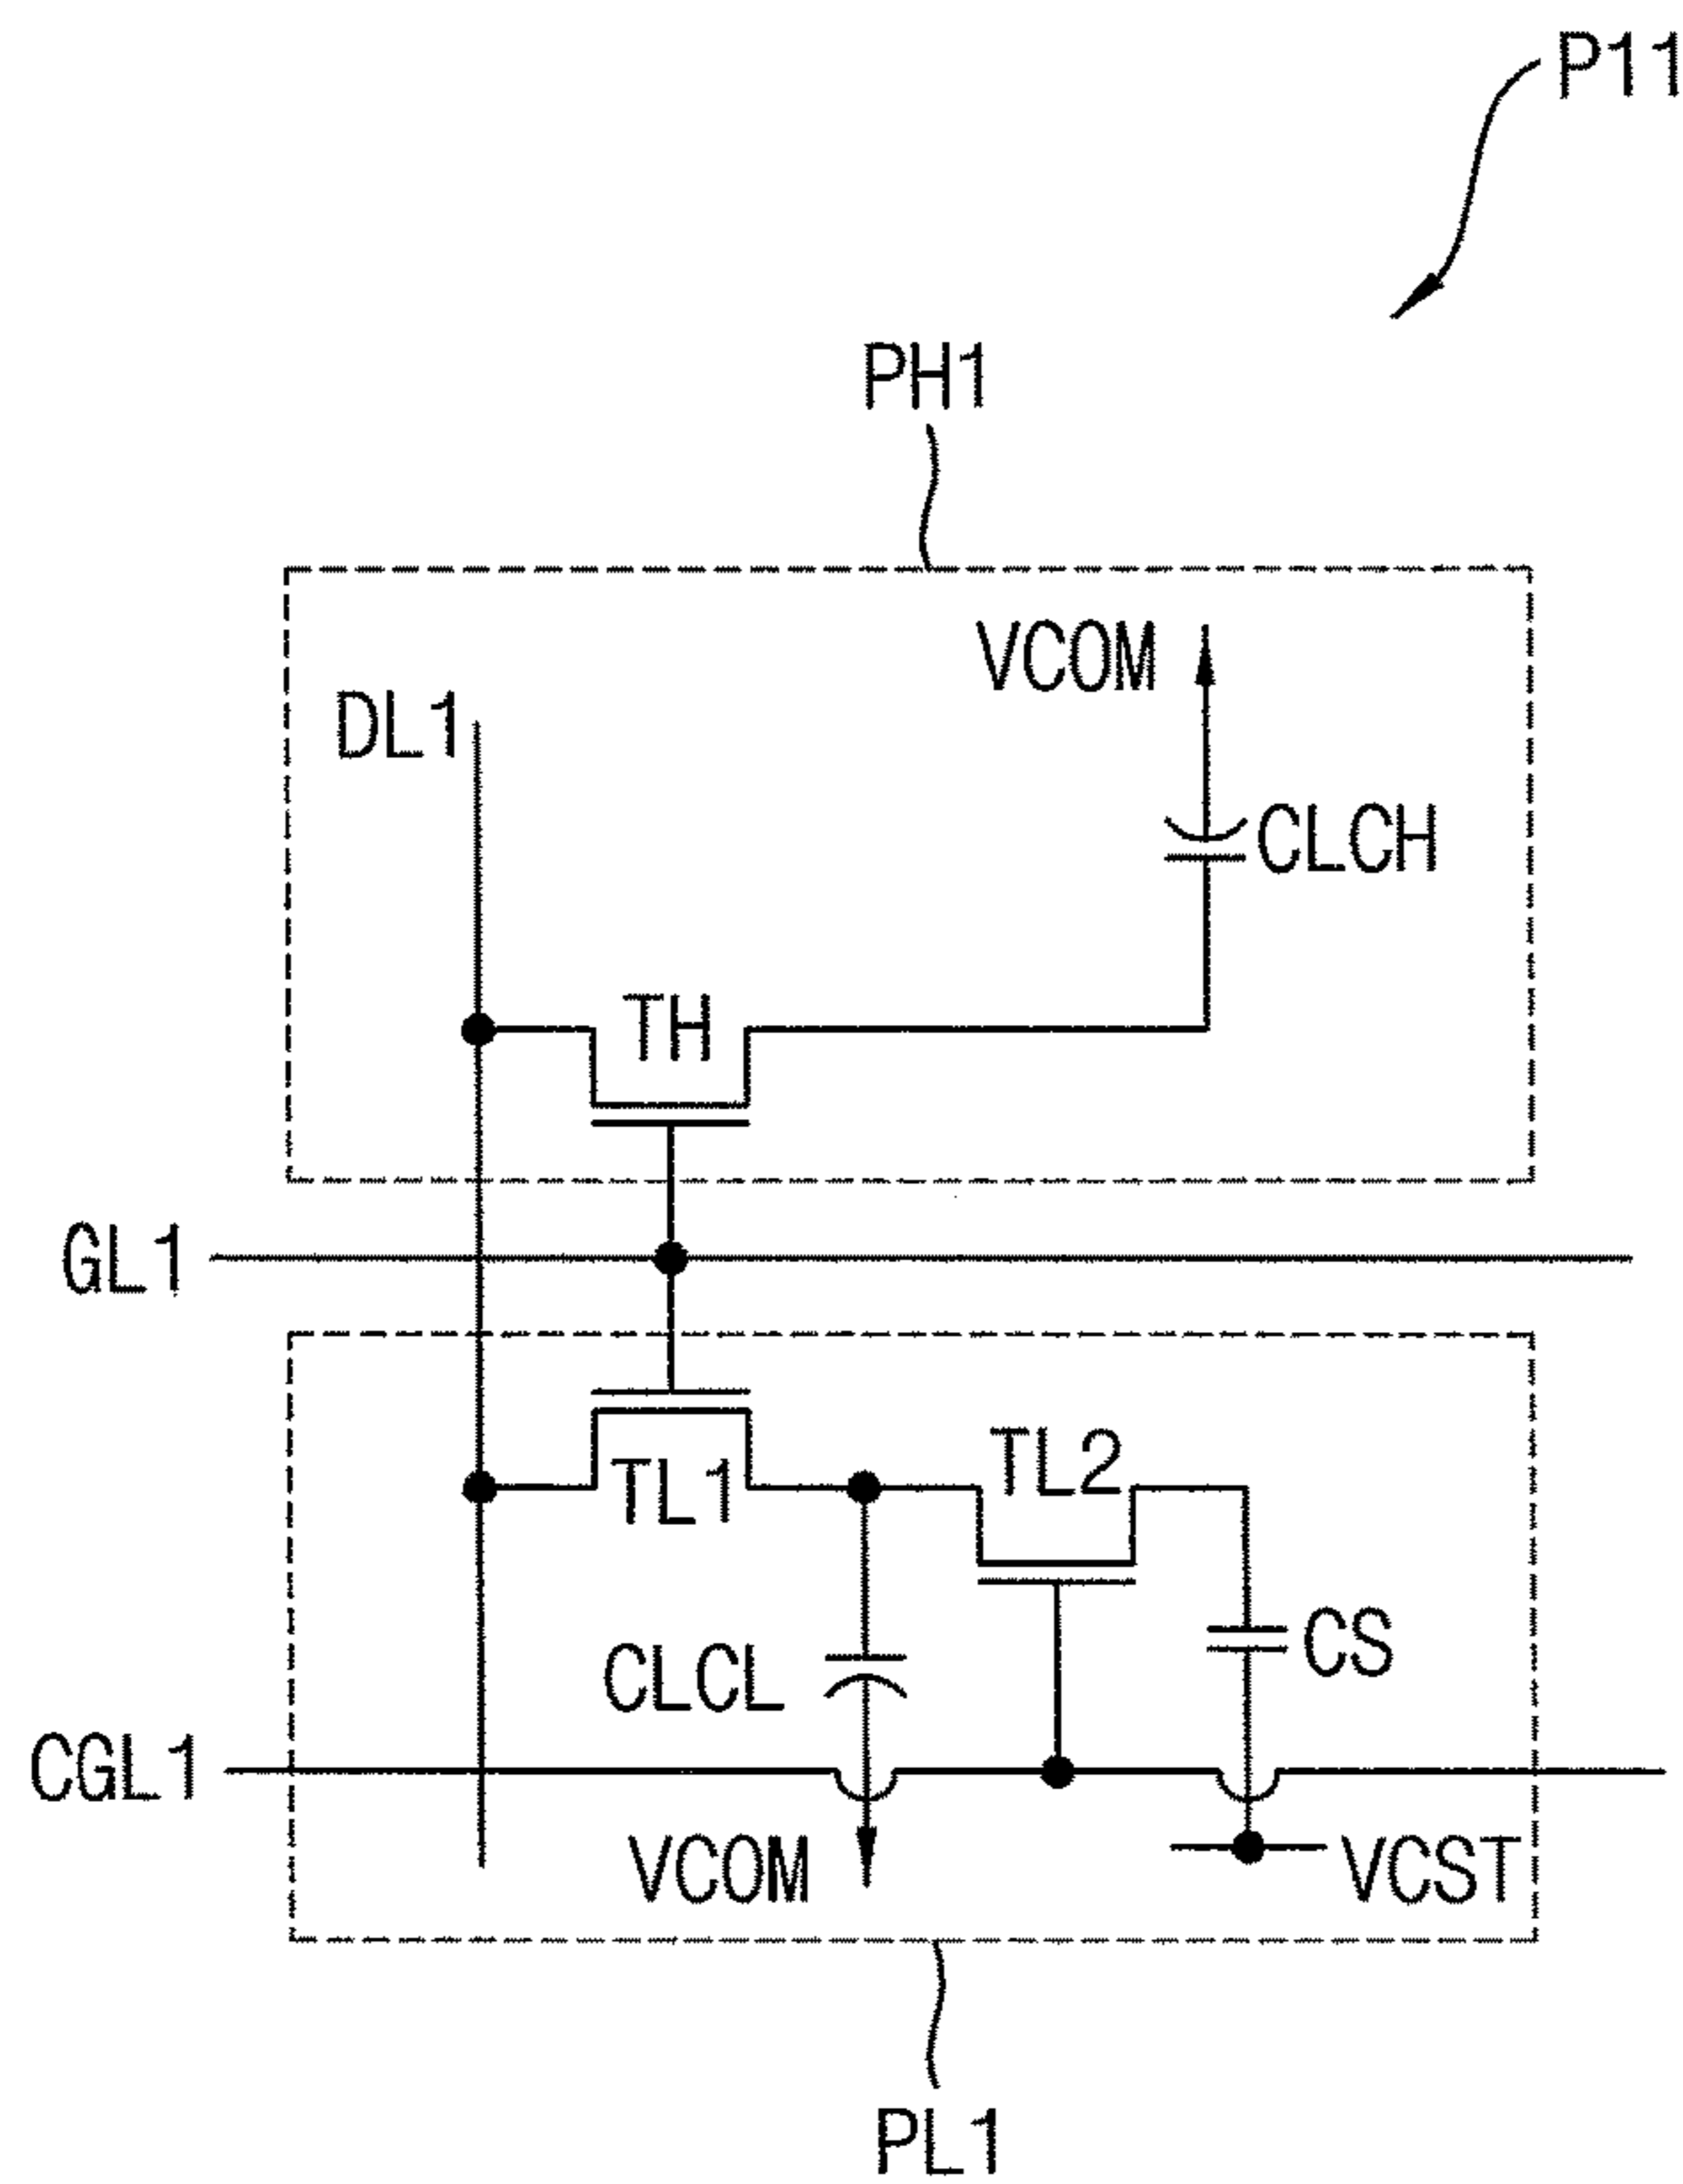 P11
PH1
VCOM
DL1
CLCH
TH
GL1
TL2
TL1
CS
CLCL
CGL1
VCOM
VCST
PL1